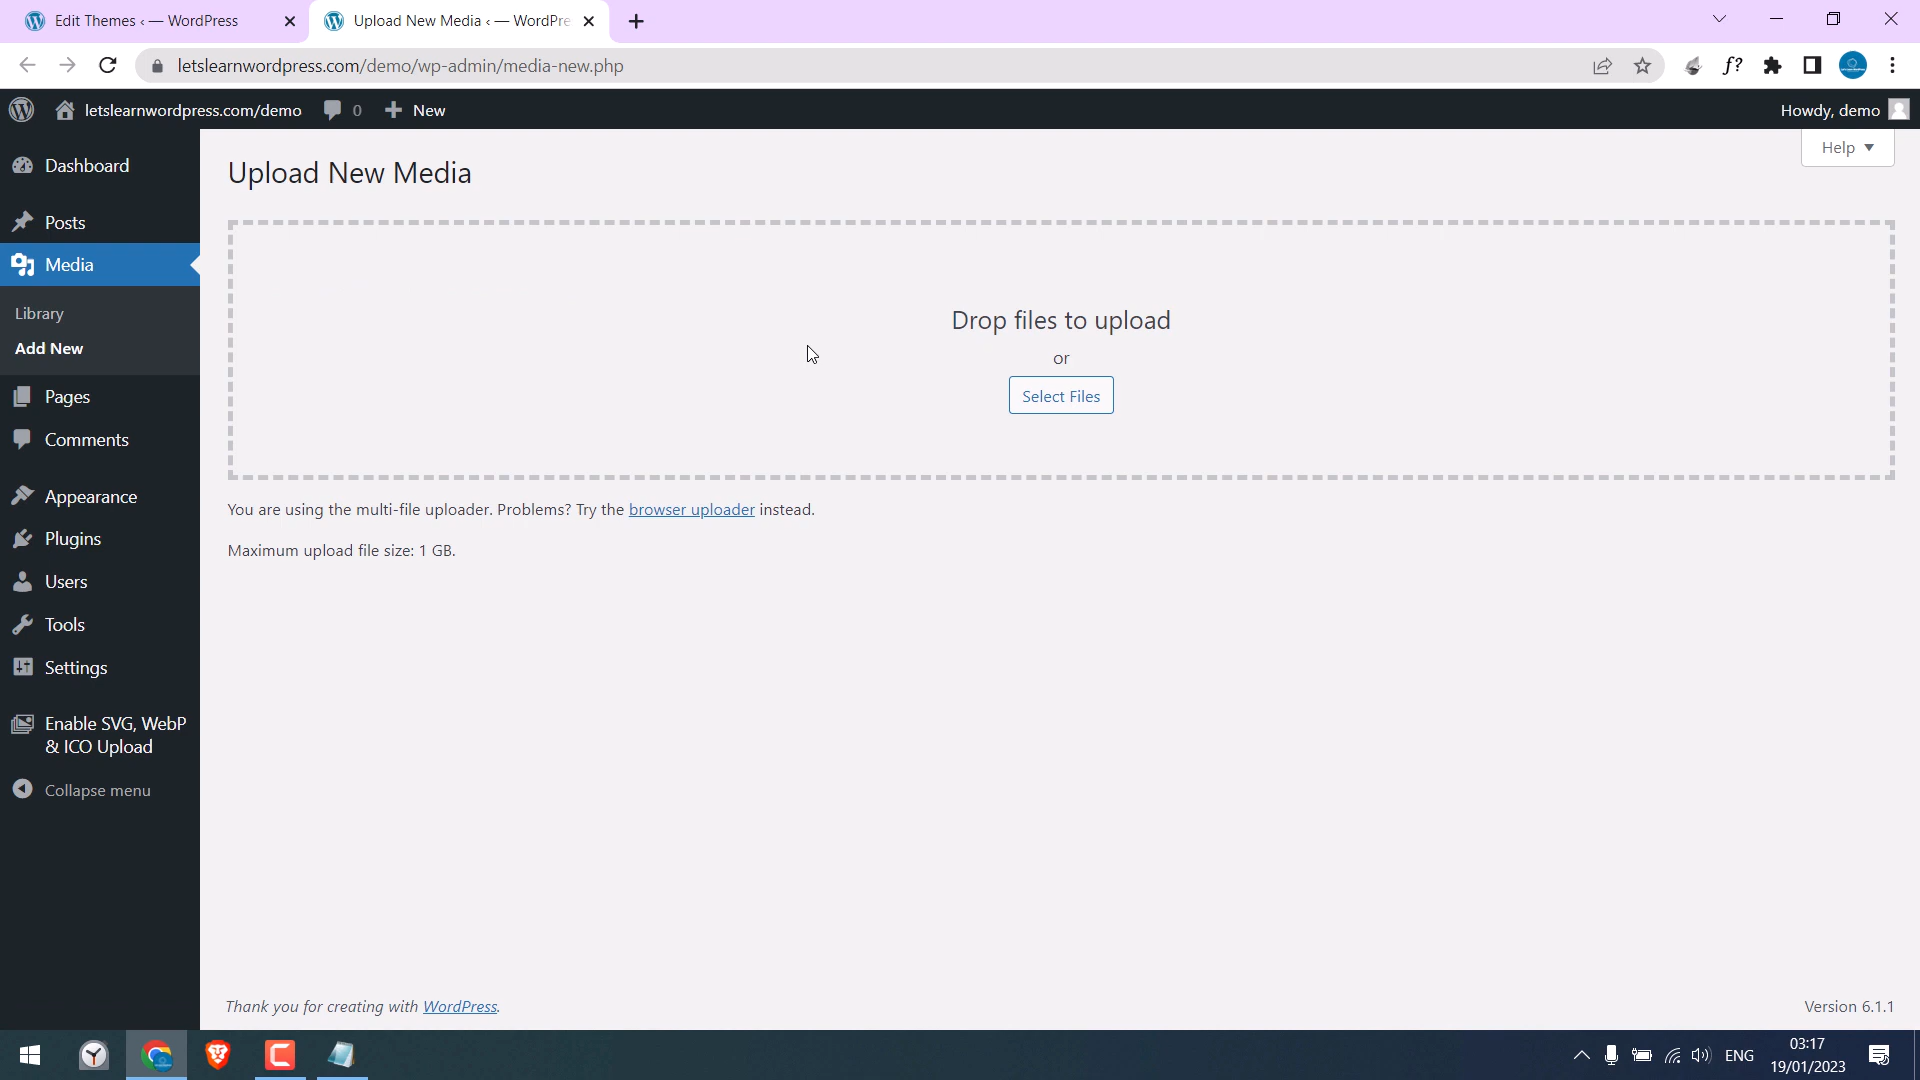 Edit Themes ‹ — WordPress
Upload New Media ‹ — WordPre
letslearnwordpress.com/demo/wp-admin/media-new.php
f?
letslearnwordpress.com/demo
0
New
Howdy, demo
Dashboard
Posts
Media
Library
Add New
Pages
Comments
Appearance
Plugins
Users
Tools
Settings
Enable SVG, WebP
& ICO Upload
Collapse menu
Help
Upload New Media
Drop files to upload
or
Select Files
You are using the multi-file uploader. Problems? Try the browser uploader instead.
Maximum upload file size: 1 GB.
Thank you for creating with WordPress.
Version 6.1.1
ENG
03:17
19/01/2023